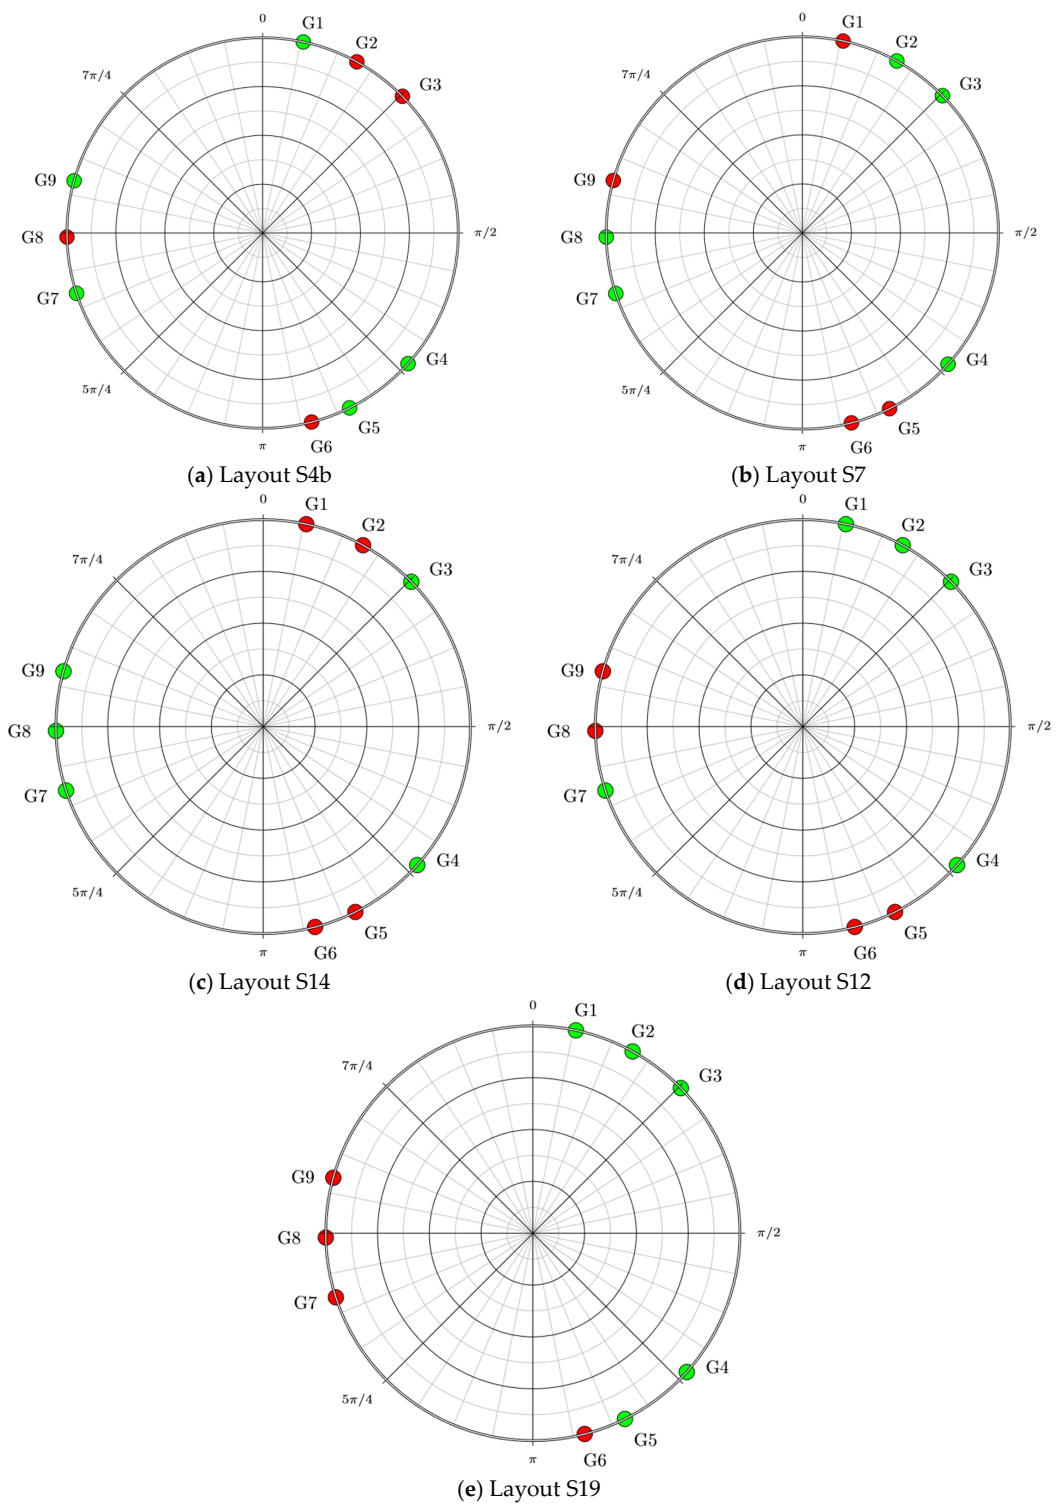 0
G1
G2
G3
7π/4
G9
G8
π/2
G7
G4
5π/4
G5
G6
π
(a) Layout S4b
0
G1
G2
G3
7π/4
G9
G8
π/2
G7
G4
5π/4
G5
G6
π
(b) Layout S7
0
G1
G2
G3
7π/4
G9
G8
π/2
G7
G4
5π/4
G5
G6
π
(c) Layout S14
0
G1
G2
G3
7π/4
G9
G8
π/2
G7
G4
5π/4
G5
G6
π
(d) Layout S12
0
G1
G2
G3
7π/4
G9
G8
π/2
G7
G4
5π/4
G5
G6
π
(e) Layout S19